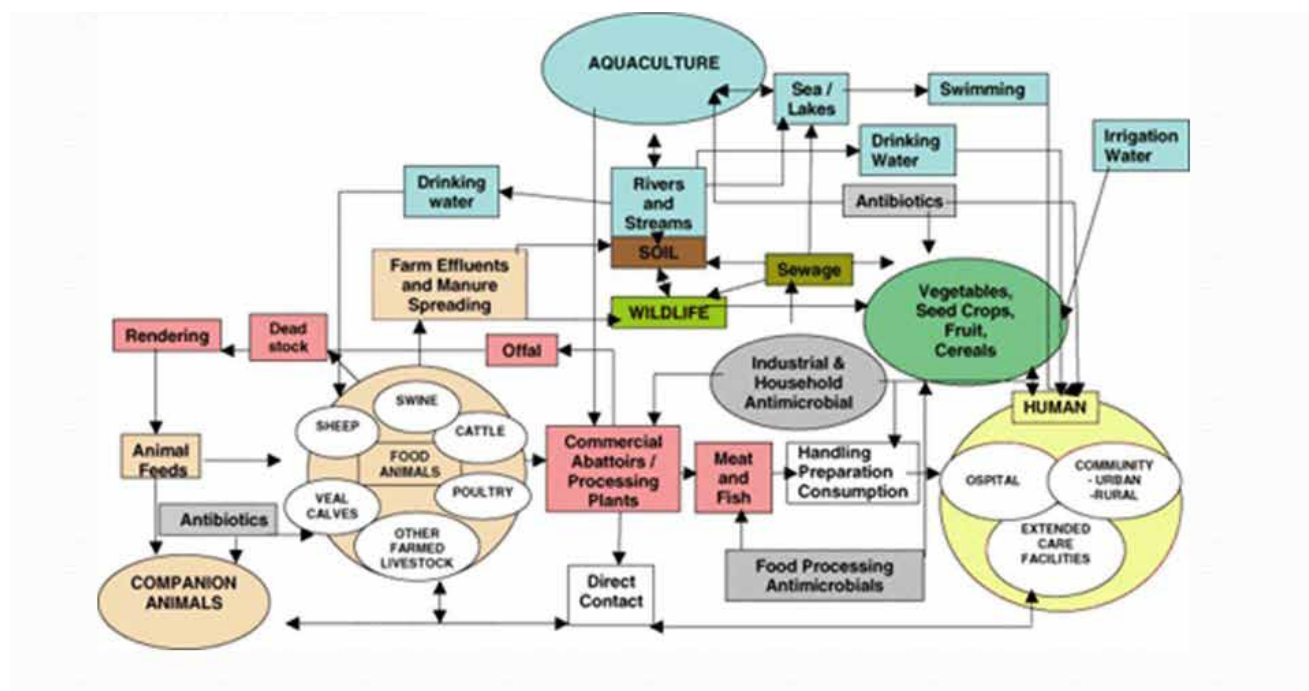 AQUACULTURE
Sea /
Lakes
Swimming
Drinking
Water
Irrigation
Water
Drinking
water
Rivers
and
Streams
Antibiotics
SOIL
Farm Effluents
and Manure
Spreading
Sewage
WILDLIFE
Vegetables,
Seed Crops,
Fruit,
Cereals
Rendering
Dead
stock
Offal
Industrial &
Household
Antimicrobial
HUMAN
SWINE
SHEEP
CATTLE
FOOD
ANIMALS
VEAL
CALVES
POULTRY
OTHER
FARMED
LIVESTOCK
Animal
Feeds
Commercial
Abattoirs /
Processing
Plants
Meat
and
Fish
Handling
Preparation
Consumption
OSPITAL
COMMUNITY
- URBAN
-RURAL
EXTENDED
CARE
FACILITIES
Antibiotics
COMPANION
ANIMALS
Direct
Contact
Food Processing
Antimicrobials